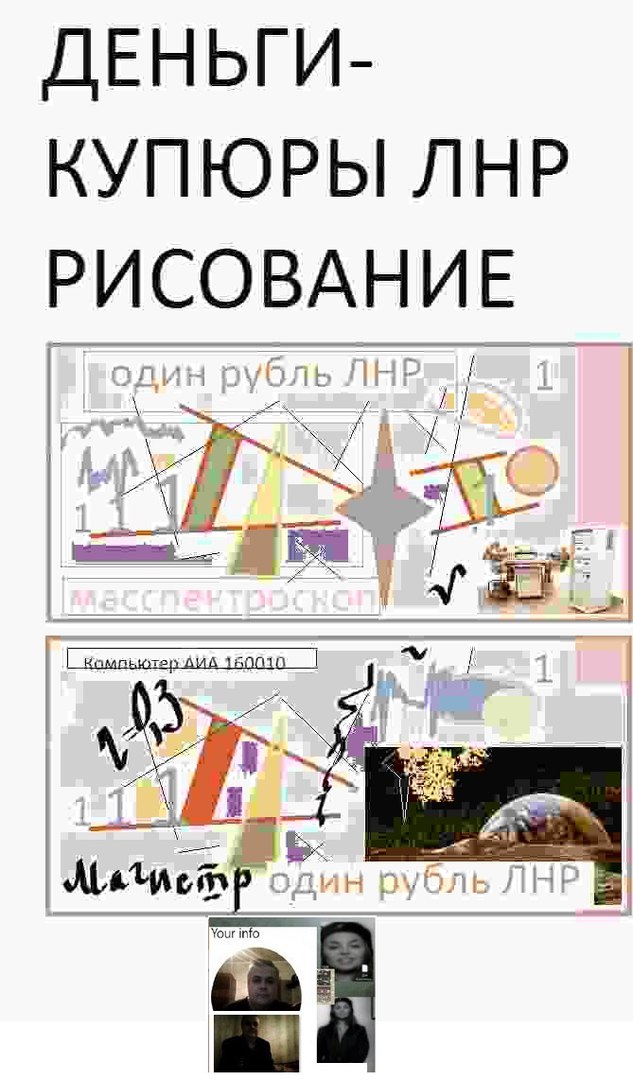 ДЕНЬГИ-
КУПЮРЫ ЛНР
РИСОВАНИЕ
один рубль ЛНР
1
1
масспектроскоп
Компьютер АИА 160010
1
1 1 1
Магистр
один рубль ЛНР
Your info